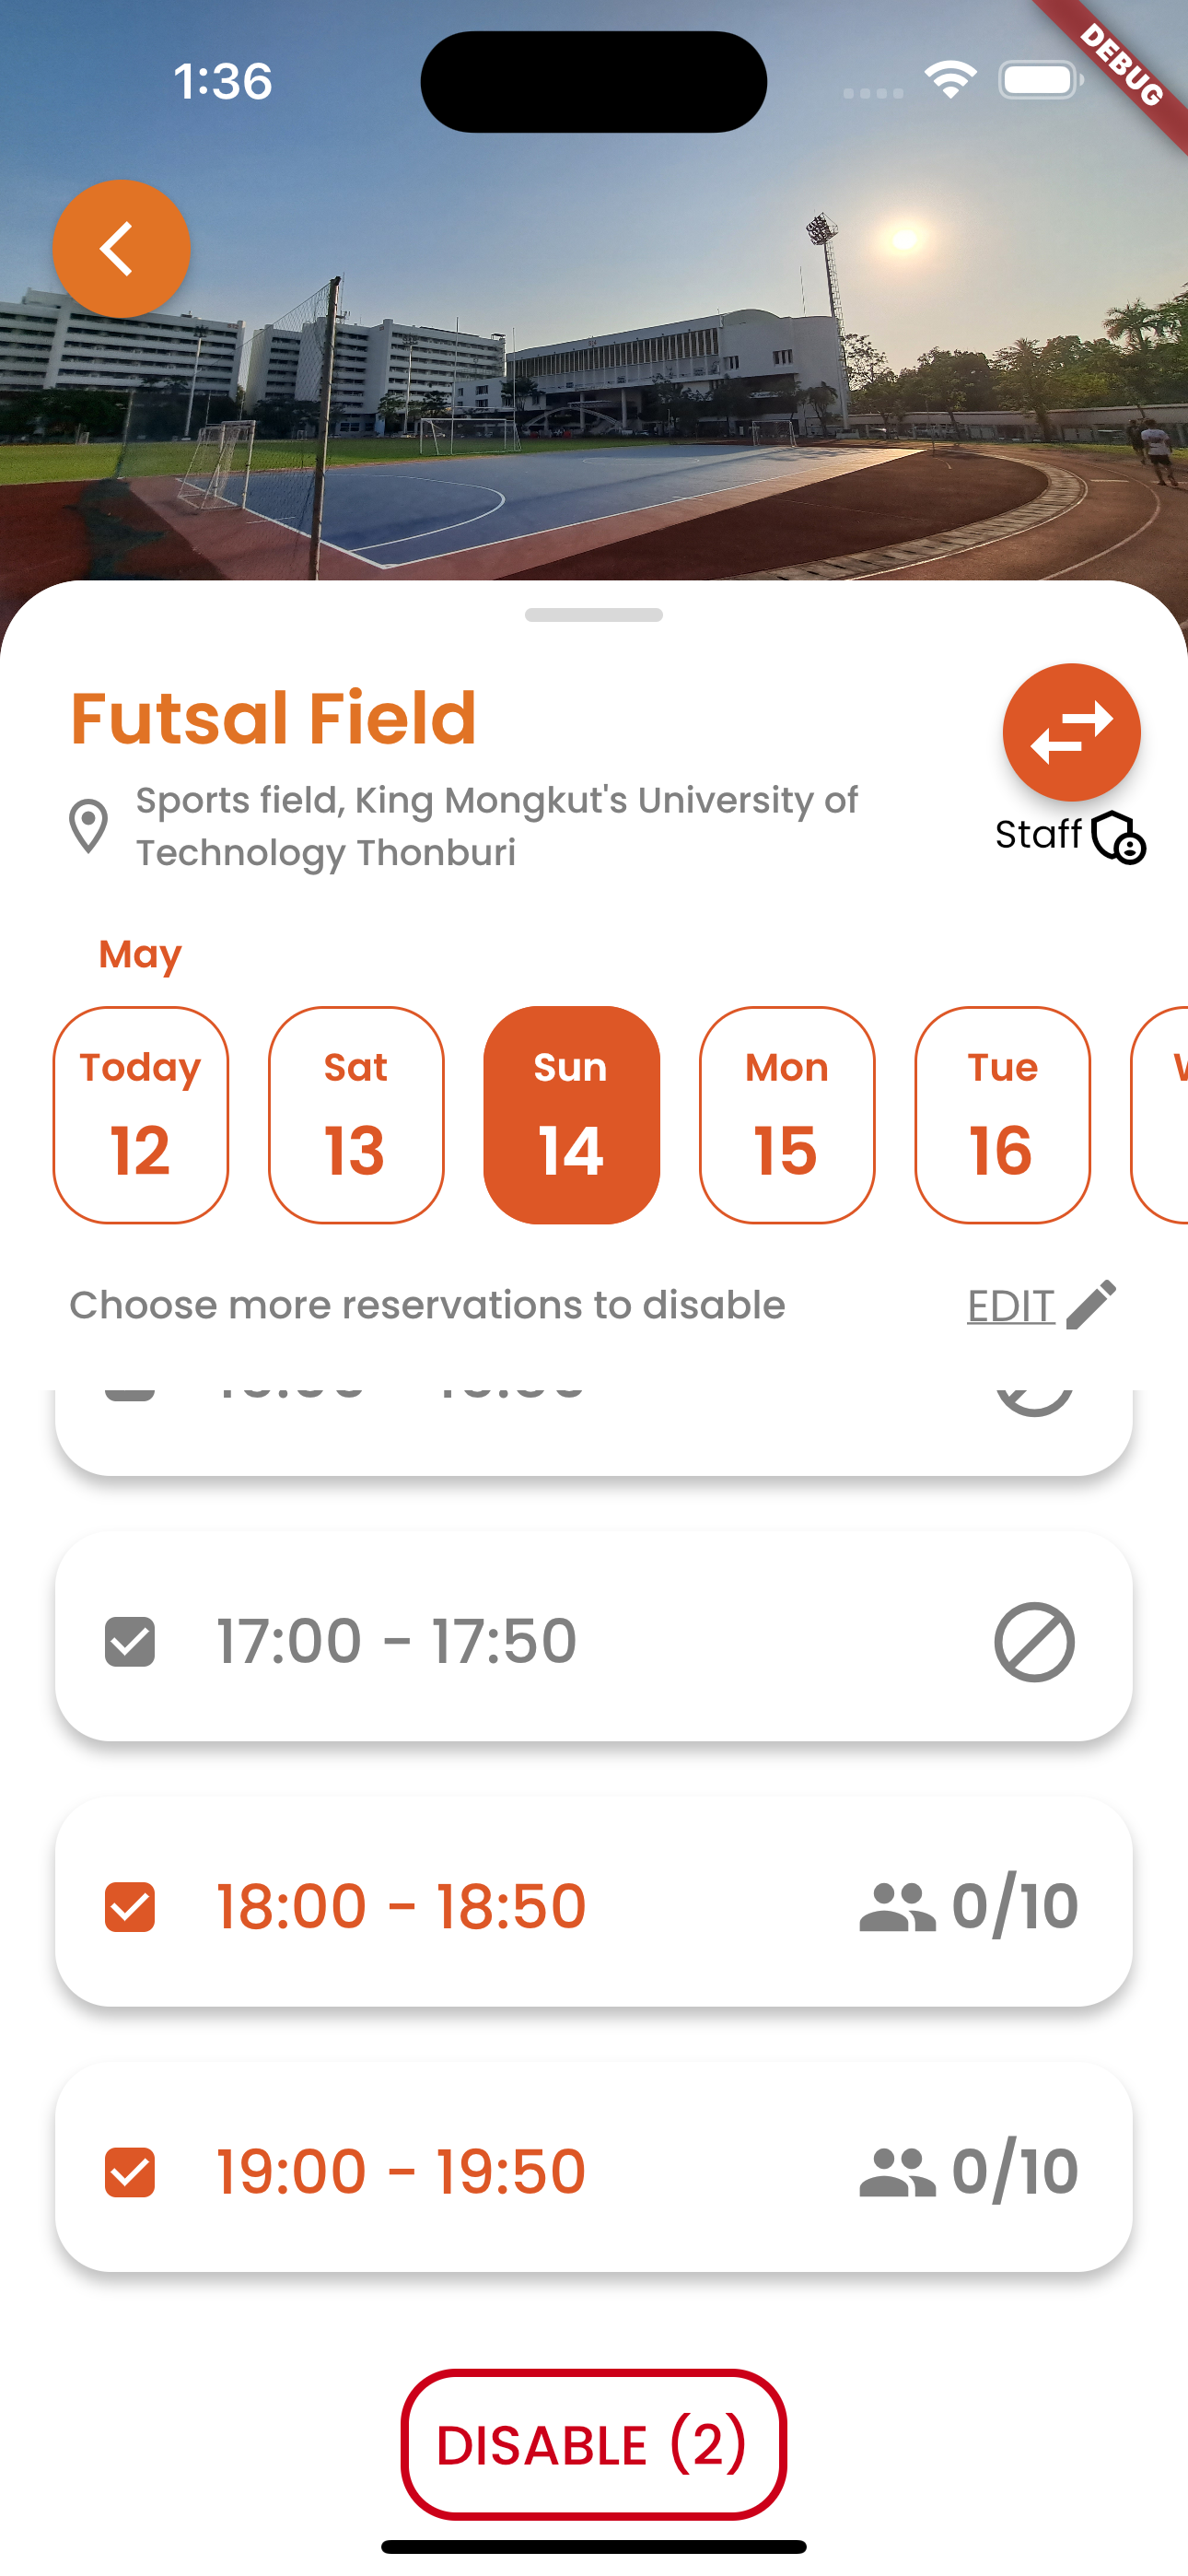 1:36
DEBUG
Futsal Field
Sports field, King Mongkut's University of
Technology Thonburi
Staff
May
Today
12
Sat
13
Sun
14
Mon
15
Tue
16
Choose more reservations to disable
EDIT
17:00 - 17:50
18:00 - 18:50
0/10
19:00 - 19:50
0/10
DISABLE (2)